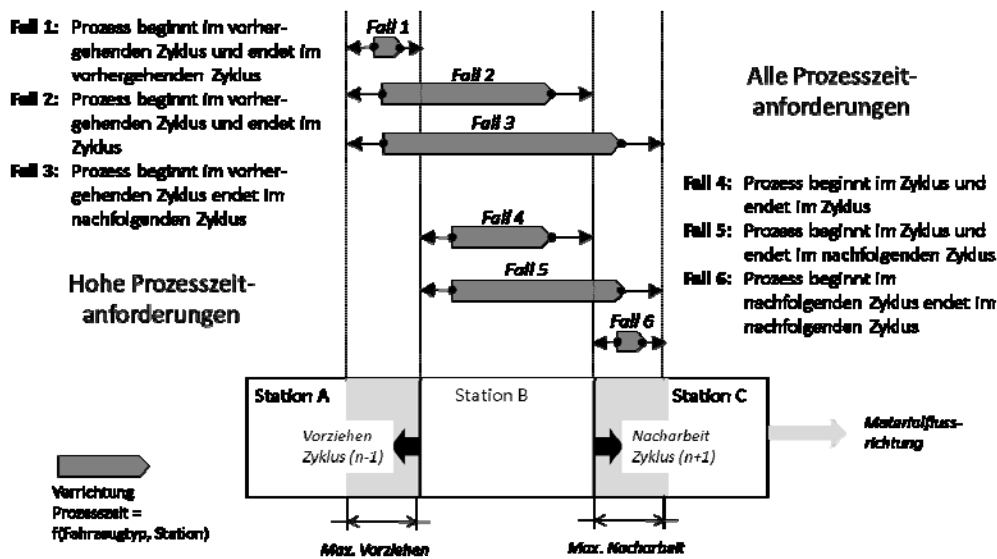 Fall 1: Prozess beginnt im vorher-
gehenden Zyklus und endet im
vorhergehenden Zyklus
Fall 2: Prozess beginnt im vorher-
gehenden Zyklus und endet im
Zyklus
Fall 3: Prozess beginnt im vorher-
gehenden Zyklus endet im
nachfolgenden Zyklus
Hohe Prozesszeit-
anforderungen
Fall 1
Fall 2
Fall 3
Fall 4
Fall 5
Fall 6
Alle Prozesszeit-
anforderungen
Fall 4: Prozess beginnt im Zyklus und
endet im Zyklus
Fall 5: Prozess beginnt im Zyklus und
endet im nachfolgenden Zyklus
Fall 6: Prozess beginnt im
nachfolgenden Zyklus endet im
nachfolgenden Zyklus
Station A
Station B
Station C
Vorziehen
Zyklus (n-1)
Nacharbeit
Zyklus (n+1)
Materialfluss-
richtung
Verrichtung
Prozesszeit =
f(Fahrzeugtyp, Station)
Max. Vorziehen
Max. Nacharbeit